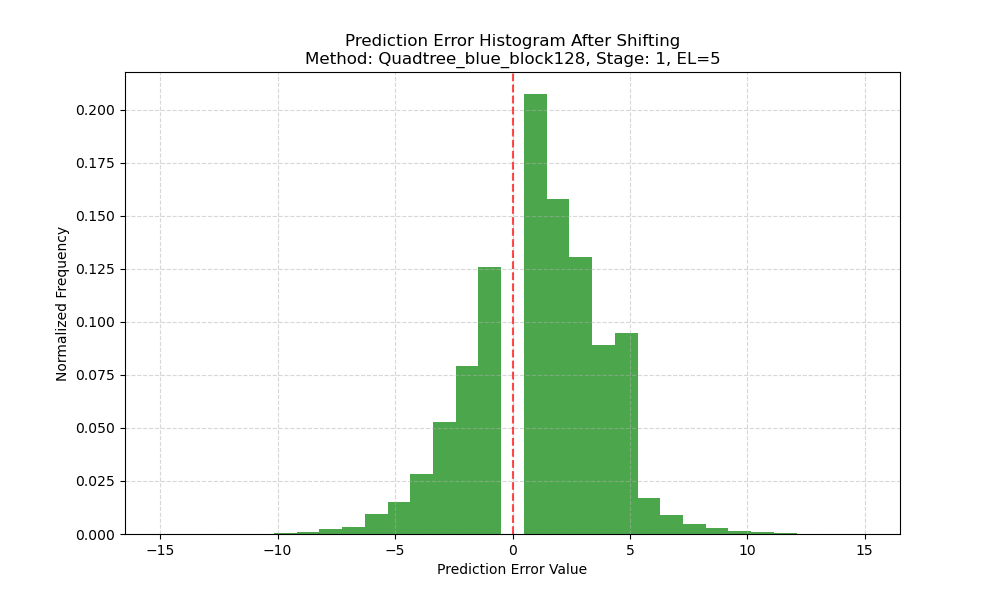 Prediction Error Histogram After Shifting
Method: Quadtree_blue_block128, Stage: 1, EL=5
Normalized Frequency
0.200
0.175
0.150
0.125
0.100
0.075
0.050
0.025
0.000
−15 −10 −5 0 5 10 15
Prediction Error Value